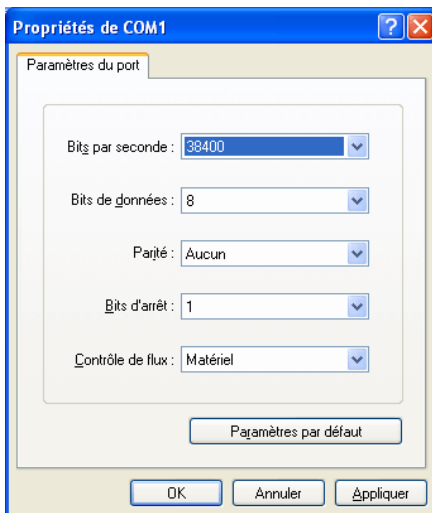 Propriétés de COM1
Paramètres du port
Bits par seconde : 38400
Bits de données : 8
Parité : Aucun
Bits d'arrêt : 1
Contrôle de flux : Matériel
Paramètres par défaut
OK Annuler Appliquer